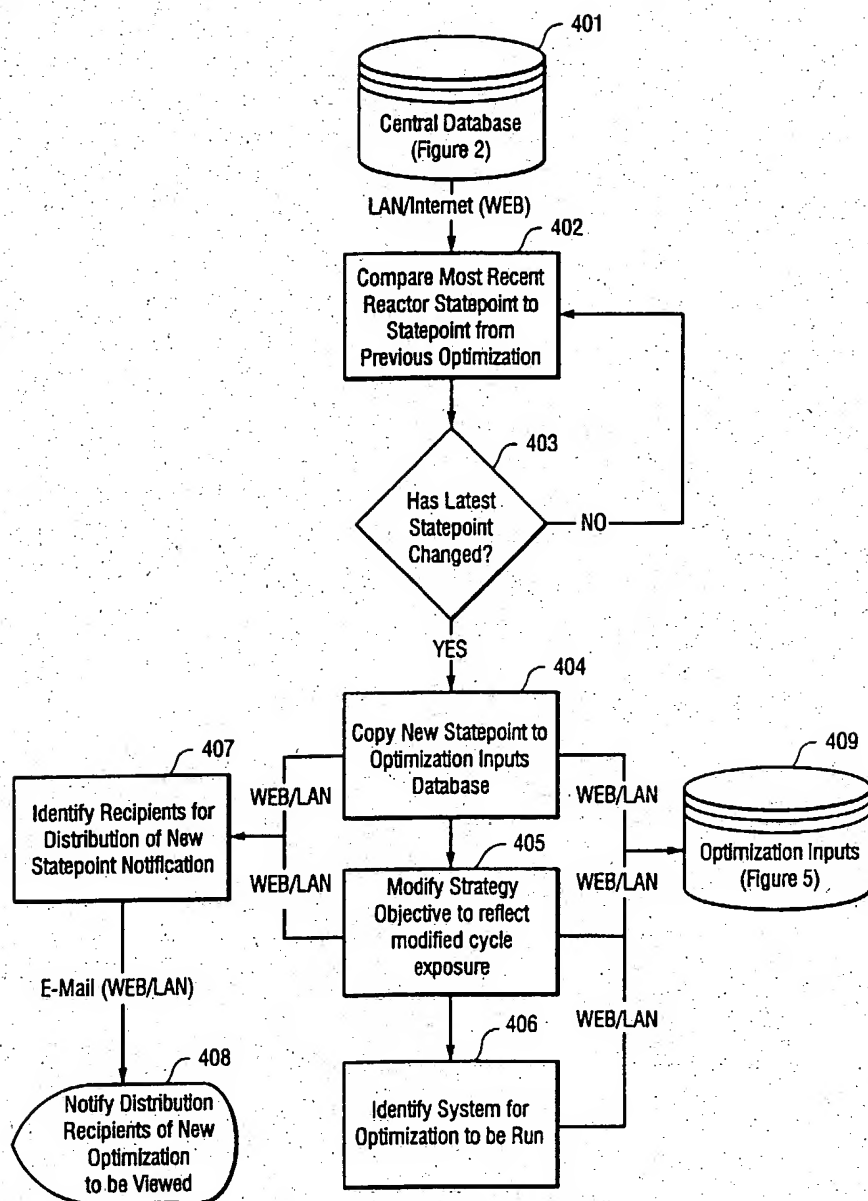 401
Central Database
(Figure 2)
LAN/Internet (WEB)
402
Compare Most Recent
Reactor Statepoint to
Statepoint from
Previous Optimization
403
Has Latest
Statepoint
Changed?
NO
YES
404
Copy New Statepoint to
Optimization Inputs
Database
407
Identify Recipients for
Distribution of New
Statepoint Notification
WEB/LAN
WEB/LAN
WEB/LAN
WEB/LAN
409
Optimization Inputs
(Figure 5)
405
Modify Strategy
Objective to reflect
modified cycle
exposure
E-Mail (WEB/LAN)
WEB/LAN
406
Identify System for
Optimization to be Run
408
Notify Distribution
Recipients of New
Optimization
to be Viewed